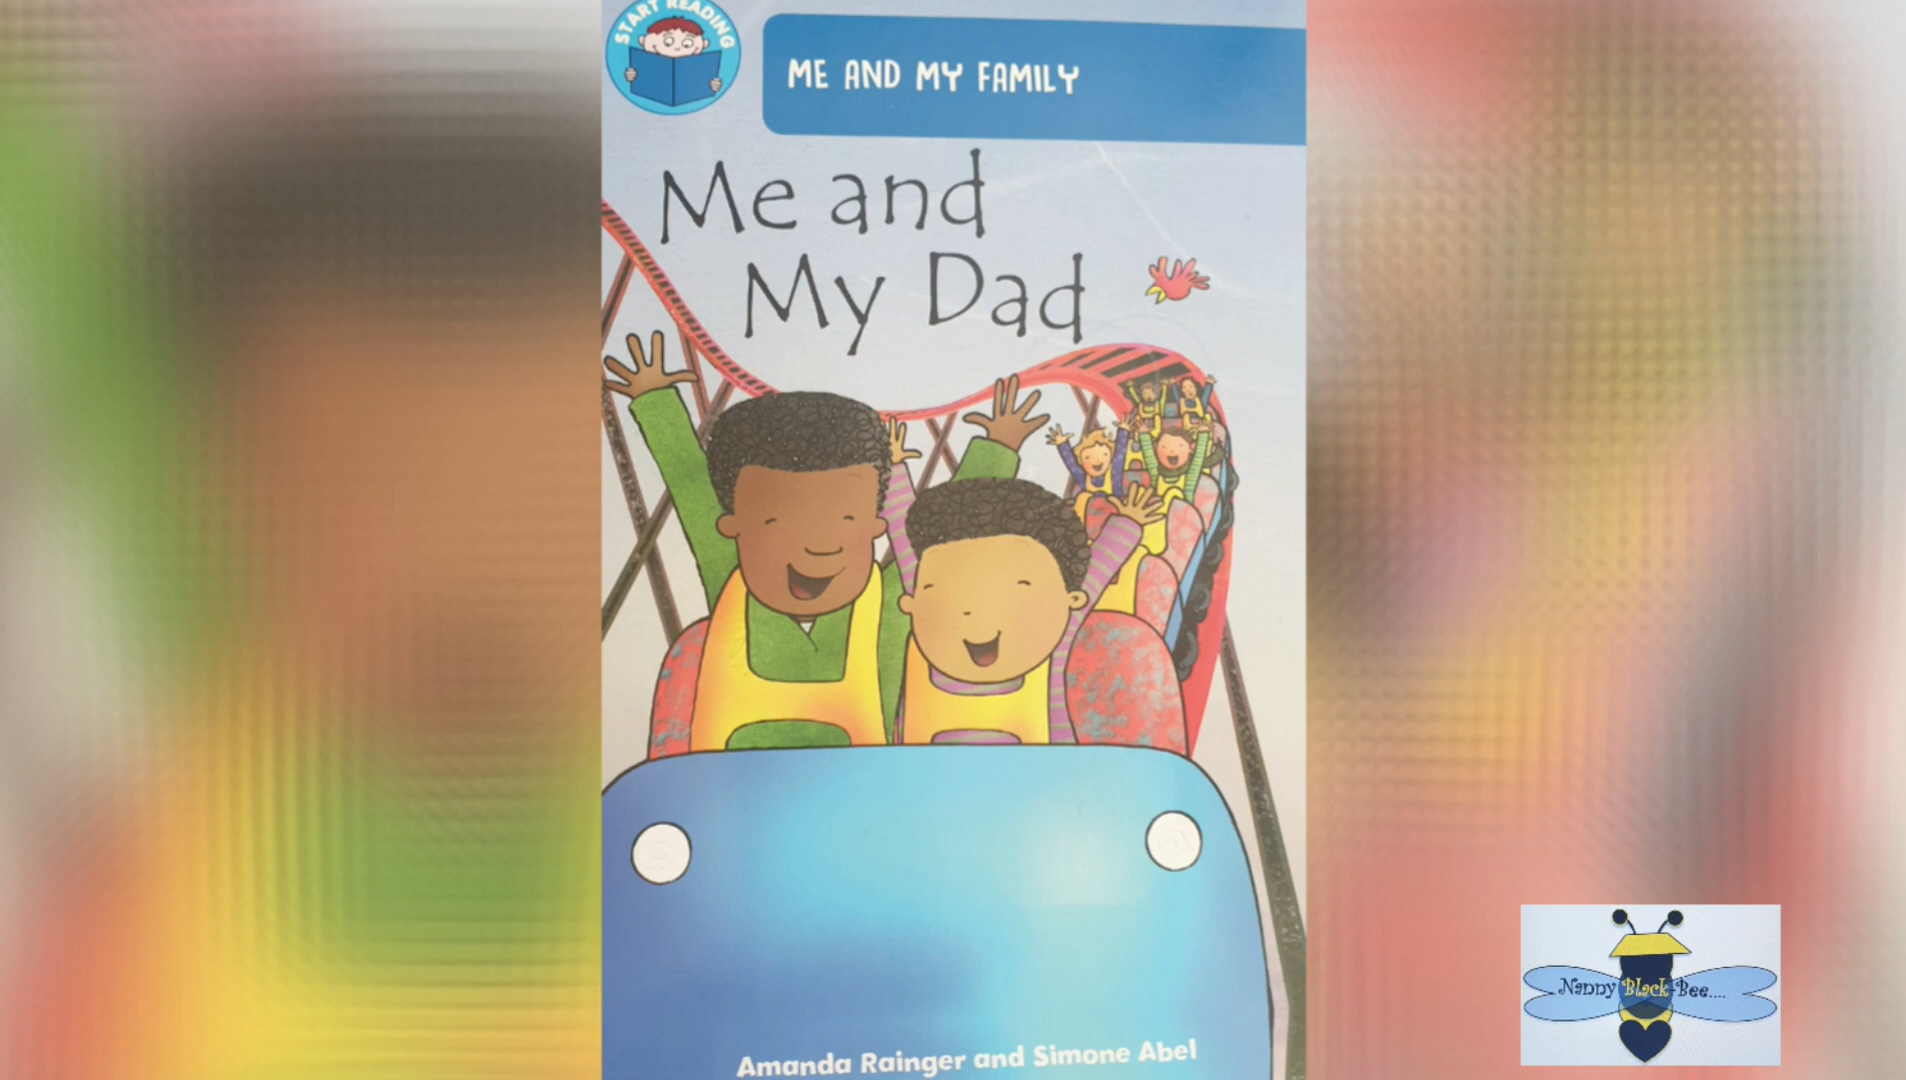 START READING
ME AND MY FAMILY
Me and
My Dad
Amanda Rainger and Simone Abel
Nanny Black-Bee....